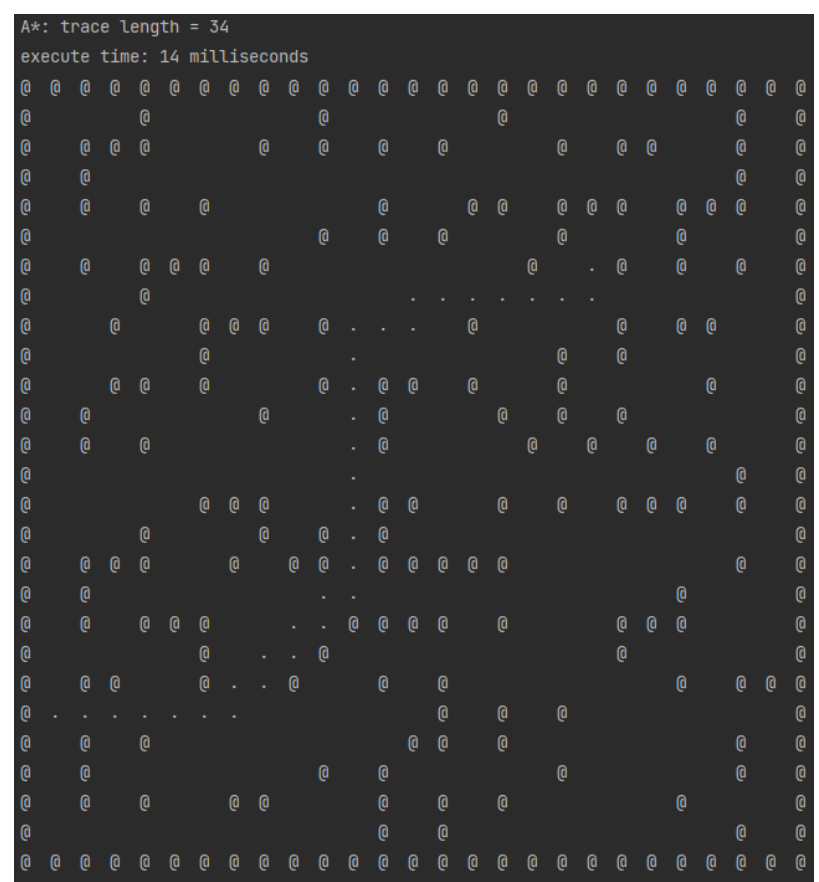 A*: trace length = 34
execute time: 14 milliseconds
@  @  @  @  @  @  @  @  @  @  @  @  @  @  @  @  @  @  @  @  @  @  @  @  @  @  @
@           @                 @                 @                       @     @
@     @  @  @           @     @     @     @           @     @  @        @     @
@     @                                                                 @     @
@     @     @     @                 @        @  @     @  @  @     @  @  @     @
@                             @     @     @           @           @           @
@     @     @  @  @     @                          @     .  @     @     @     @
@           @                          .  .  .  .  .  .  .                    @
@        @        @  @  @     @  .  .  .     @              @     @  @        @
@                 @              .                    @     @                 @
@        @  @     @           @  .  @  @     @        @              @        @
@     @                 @        .  @           @     @     @                 @
@     @     @                    .  @              @     @     @     @        @
@                                .                                      @     @
@                 @  @  @        .  @  @        @     @     @  @  @     @     @
@           @           @     @  .  @                                         @
@     @  @  @        @     @  @  .  @  @  @  @  @                       @     @
@     @                       .  .                                @           @
@     @     @  @  @        .  .  @  @  @  @     @           @  @  @           @
@                 @     .  .  @                             @                 @
@     @  @        @  .  .  @        @     @                       @     @  @  @
@  .  .  .  .  .  .  .                    @     @     @                       @
@     @     @                          @  @     @                       @     @
@     @                       @     @                 @                 @     @
@     @     @        @  @           @     @     @                 @           @
@                                   @     @                             @     @
@  @  @  @  @  @  @  @  @  @  @  @  @  @  @  @  @  @  @  @  @  @  @  @  @  @  @